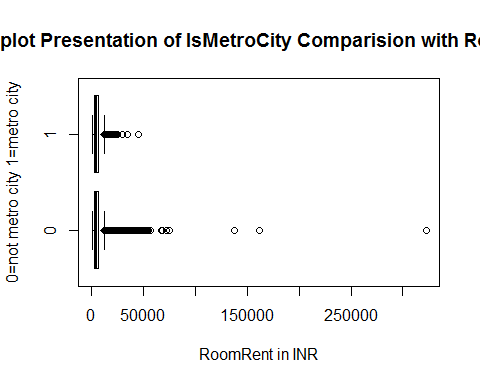 plot Presentation of IsMetroCity Comparision with R
0=not metro city 1=metro city
1
0
0
50000
150000
250000
RoomRent in INR